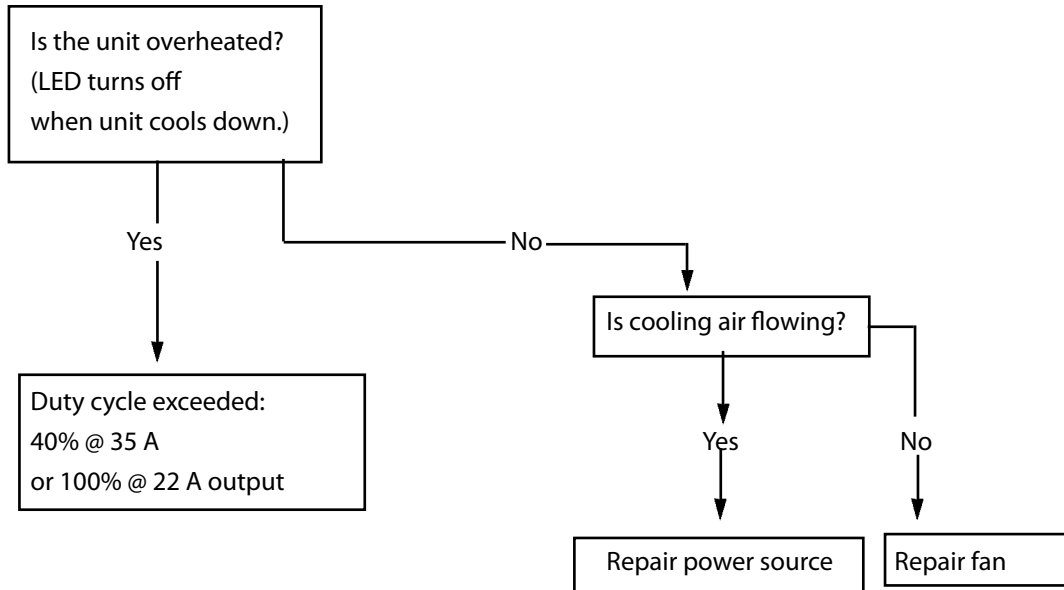 Is the unit overheated?
(LED turns off
when unit cools down.)
Yes
No
Is cooling air flowing?
Duty cycle exceeded:
40% @ 35 A
or 100% @ 22 A output
Yes
No
Repair power source
Repair fan